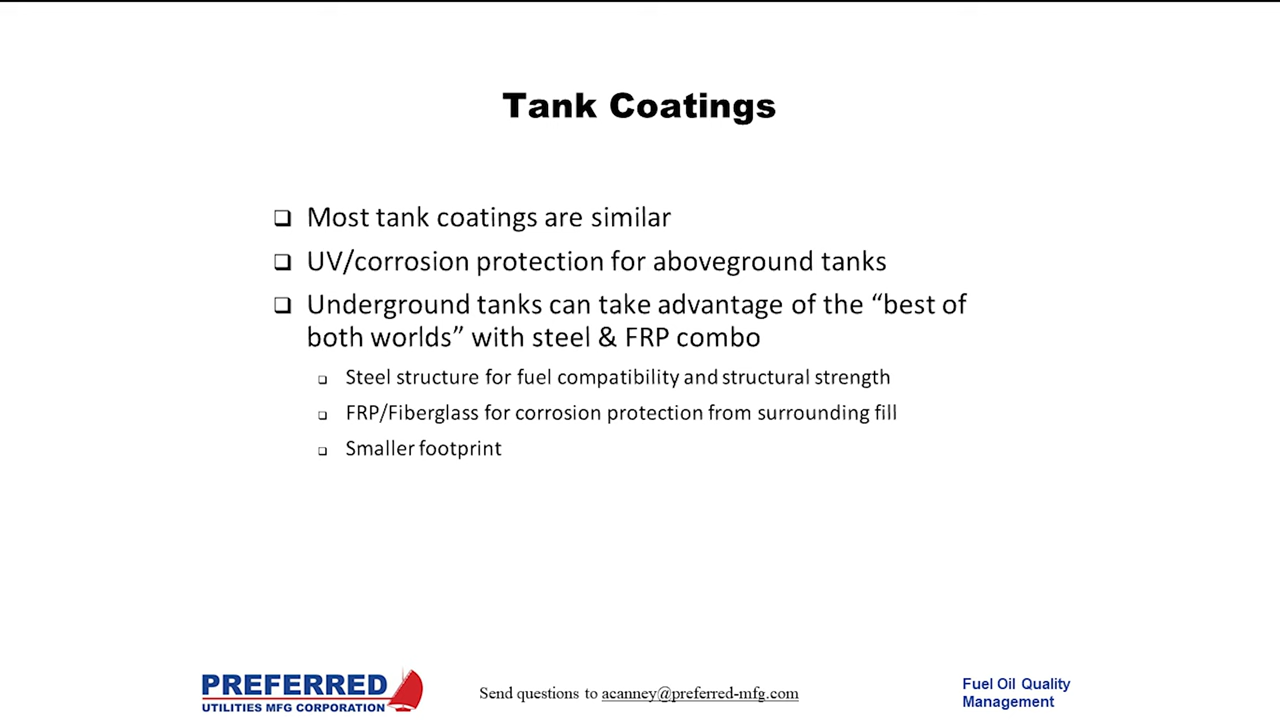 Tank Coatings
❑ Most tank coatings are similar
❑ UV/corrosion protection for aboveground tanks
❑ Underground tanks can take advantage of the “best of
both worlds” with steel & FRP combo
❑ Steel structure for fuel compatibility and structural strength
❑ FRP/Fiberglass for corrosion protection from surrounding fill
❑ Smaller footprint
PREFERRED
UTILITIES MFG CORPORATION
Send questions to acanney@preferred-mfg.com
Fuel Oil Quality
Management